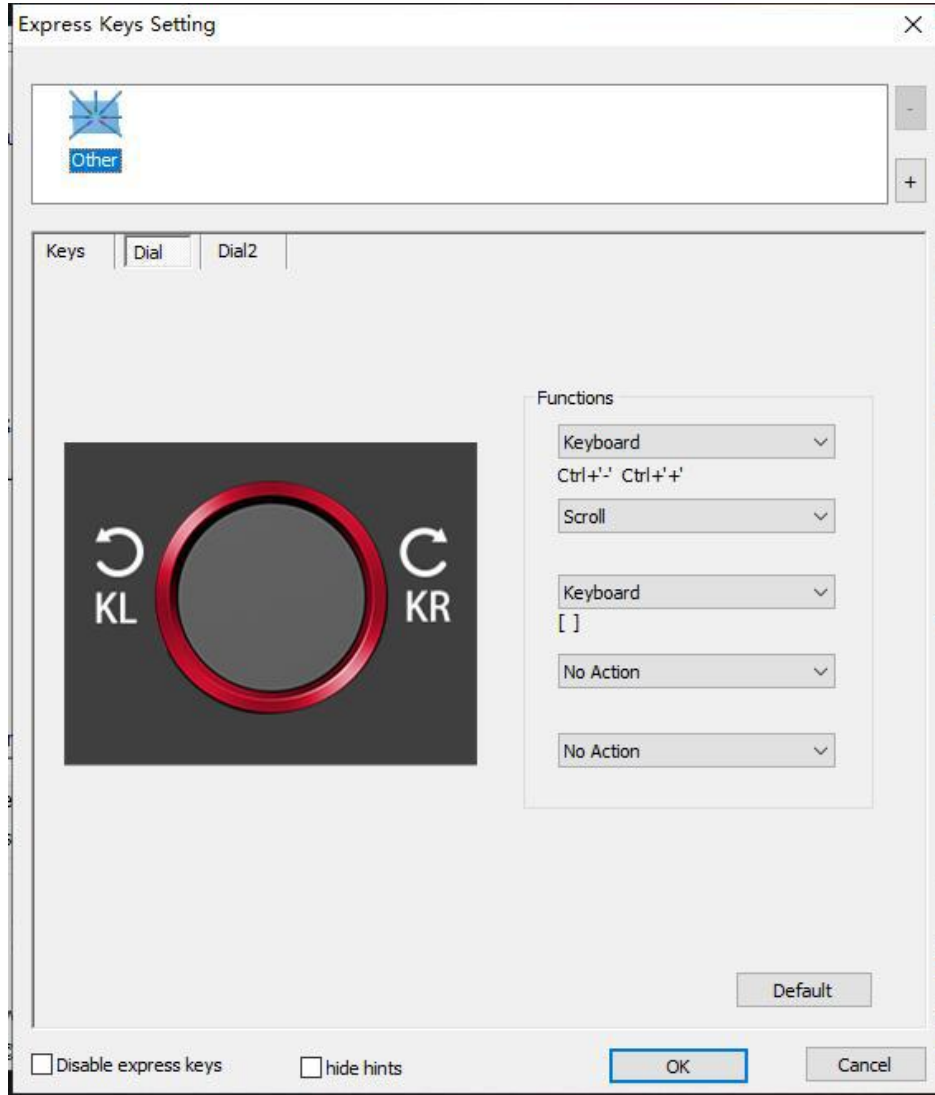 Express Keys Setting
-
Other
+
Keys Dial Dial2
Functions
Keyboard
Ctrl+'-' Ctrl+'+'
Scroll
KL KR
Keyboard
[ ]
No Action
No Action
Default
Disable express keys hide hints OK Cancel